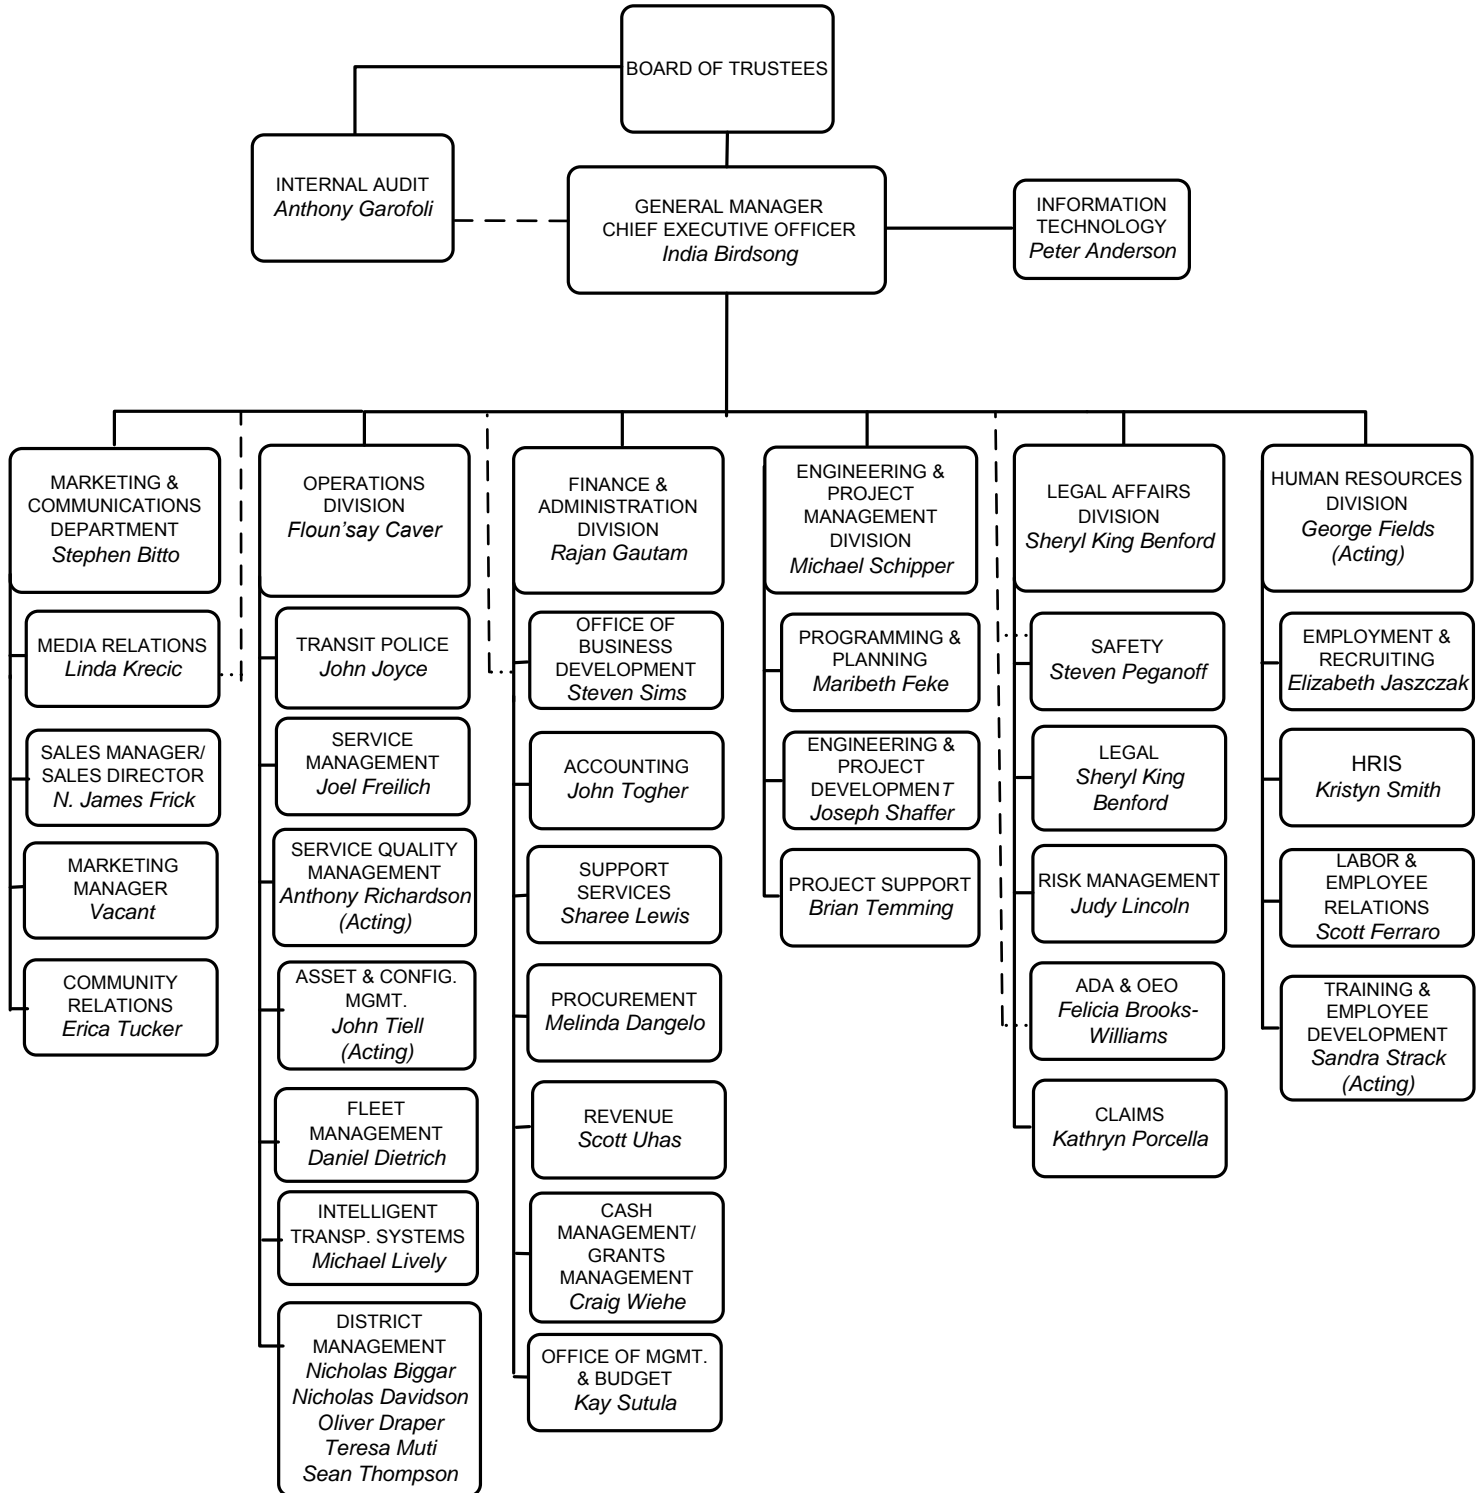 BOARD OF TRUSTEES
INTERNAL AUDIT
Anthony Garofoli
GENERAL MANAGER
CHIEF EXECUTIVE OFFICER
India Birdsong
INFORMATION
TECHNOLOGY
Peter Anderson
MARKETING &
COMMUNICATIONS
DEPARTMENT
Stephen Bitto
MEDIA RELATIONS
Linda Krecic
SALES MANAGER/
SALES DIRECTOR
N. James Frick
MARKETING
MANAGER
Vacant
COMMUNITY
RELATIONS
Erica Tucker
OPERATIONS
DIVISION
Floun'say Caver
TRANSIT POLICE
John Joyce
SERVICE
MANAGEMENT
Joel Freilich
SERVICE QUALITY
MANAGEMENT
Anthony Richardson
(Acting)
ASSET & CONFIG.
MGMT.
John Tiell
(Acting)
FLEET
MANAGEMENT
Daniel Dietrich
INTELLIGENT
TRANSP. SYSTEMS
Michael Lively
DISTRICT
MANAGEMENT
Nicholas Biggar
Nicholas Davidson
Oliver Draper
Teresa Muti
Sean Thompson
FINANCE &
ADMINISTRATION
DIVISION
Rajan Gautam
OFFICE OF
BUSINESS
DEVELOPMENT
Steven Sims
ACCOUNTING
John Togher
SUPPORT
SERVICES
Sharee Lewis
PROCUREMENT
Melinda Dangelo
REVENUE
Scott Uhas
CASH
MANAGEMENT/
GRANTS
MANAGEMENT
Craig Wiehe
OFFICE OF MGMT.
& BUDGET
Kay Sutula
ENGINEERING &
PROJECT
MANAGEMENT
DIVISION
Michael Schipper
PROGRAMMING &
PLANNING
Maribeth Feke
ENGINEERING &
PROJECT
DEVELOPMENT
Joseph Shaffer
PROJECT SUPPORT
Brian Temming
LEGAL AFFAIRS
DIVISION
Sheryl King Benford
SAFETY
Steven Peganoff
LEGAL
Sheryl King
Benford
RISK MANAGEMENT
Judy Lincoln
ADA & OEO
Felicia Brooks-
Williams
CLAIMS
Kathryn Porcella
HUMAN RESOURCES
DIVISION
George Fields
(Acting)
EMPLOYMENT &
RECRUITING
Elizabeth Jaszczak
HRIS
Kristyn Smith
LABOR &
EMPLOYEE
RELATIONS
Scott Ferraro
TRAINING &
EMPLOYEE
DEVELOPMENT
Sandra Strack
(Acting)